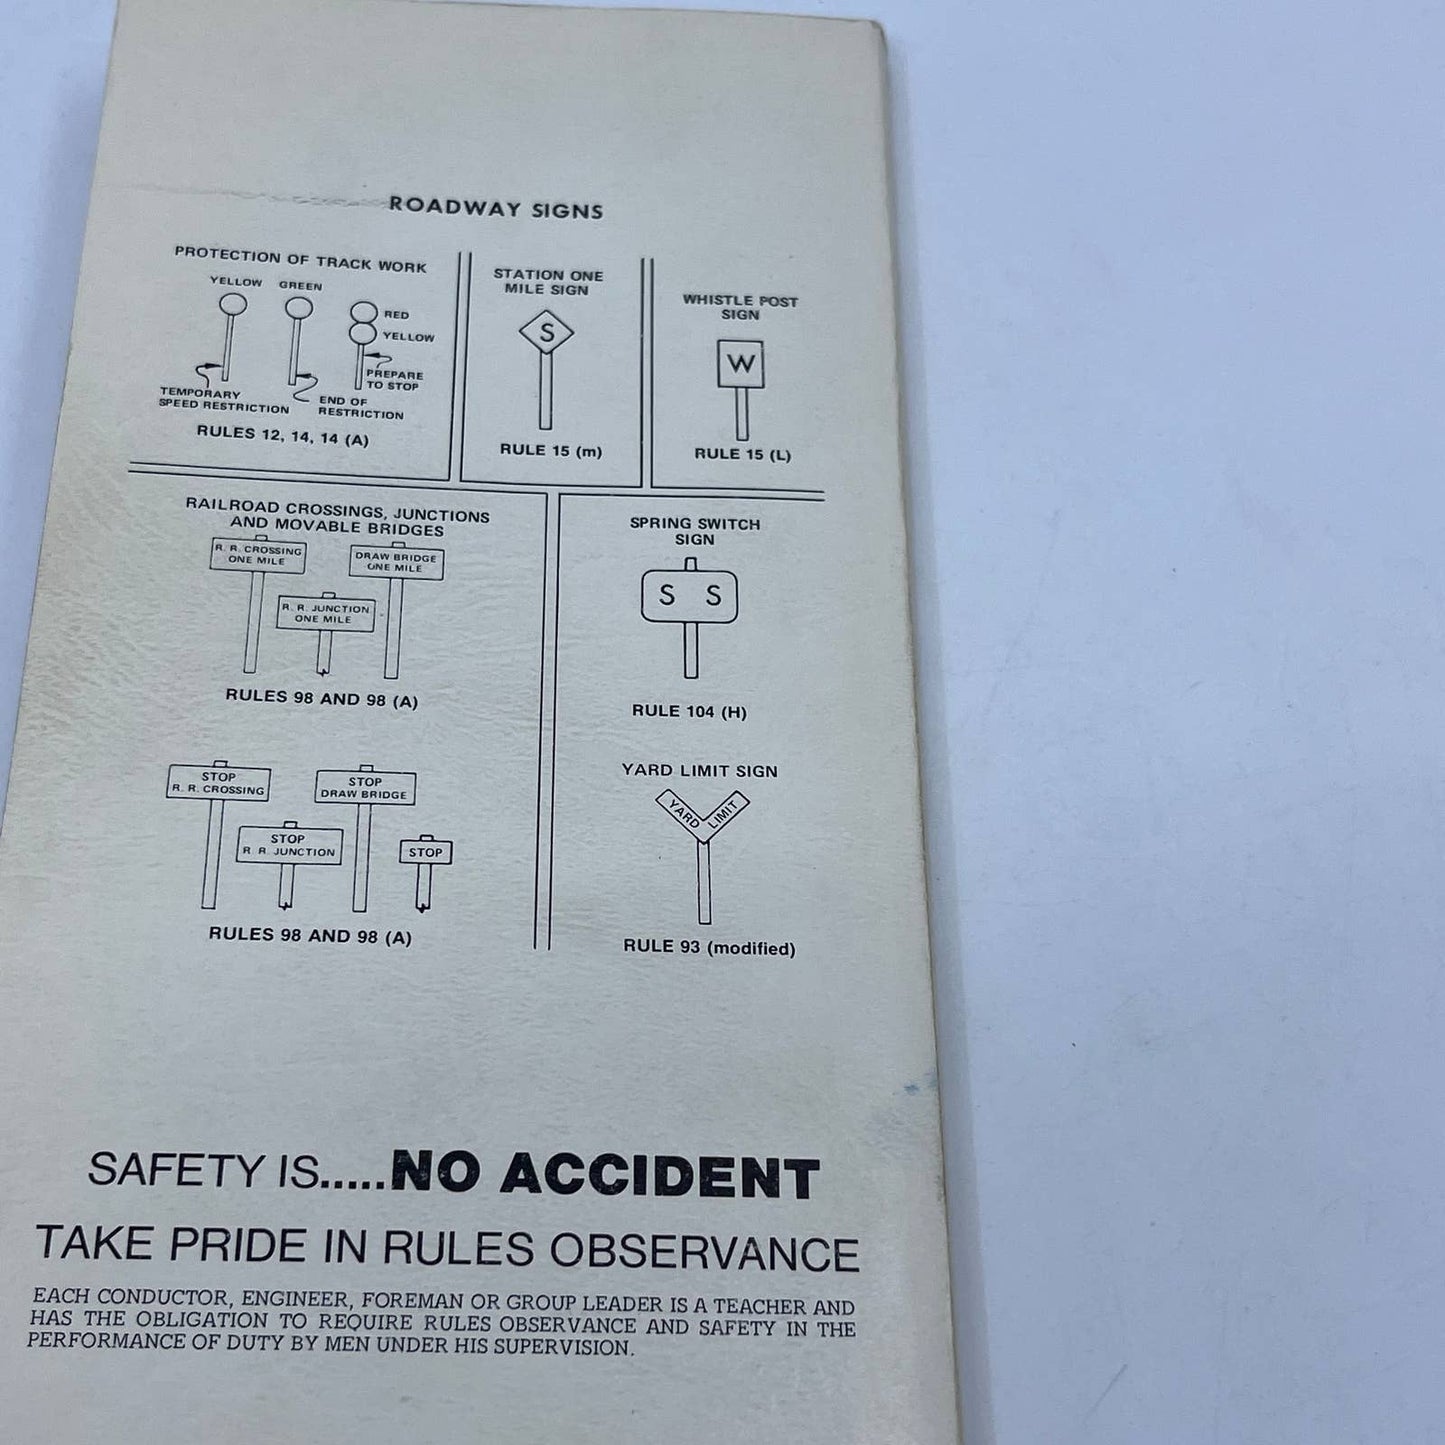 ROADWAY SIGNS
PROTECTION OF TRACK WORK
YELLOW
GREEN
RED
YELLOW
PREPARE
TO STOP
TEMPORARY
SPEED RESTRICTION
END OF
RESTRICTION
RULES 12, 14, 14 (A)
STATION ONE
MILE SIGN
S
RULE 15 (m)
WHISTLE POST
SIGN
W
RULE 15 (L)
RAILROAD CROSSINGS, JUNCTIONS
AND MOVABLE BRIDGES
R. R. CROSSING
ONE MILE
DRAW BRIDGE
ONE MILE
R. R. JUNCTION
ONE MILE
RULES 98 AND 98 (A)
STOP
R. R. CROSSING
STOP
DRAW BRIDGE
STOP
R. R. JUNCTION
STOP
RULES 98 AND 98 (A)
SPRING SWITCH
SIGN
S S
RULE 104 (H)
YARD LIMIT SIGN
YARD LIMIT
RULE 93 (modified)
SAFETY IS.....NO ACCIDENT
TAKE PRIDE IN RULES OBSERVANCE
EACH CONDUCTOR, ENGINEER, FOREMAN OR GROUP LEADER IS A TEACHER AND
HAS THE OBLIGATION TO REQUIRE RULES OBSERVANCE AND SAFETY IN THE
PERFORMANCE OF DUTY BY MEN UNDER HIS SUPERVISION.